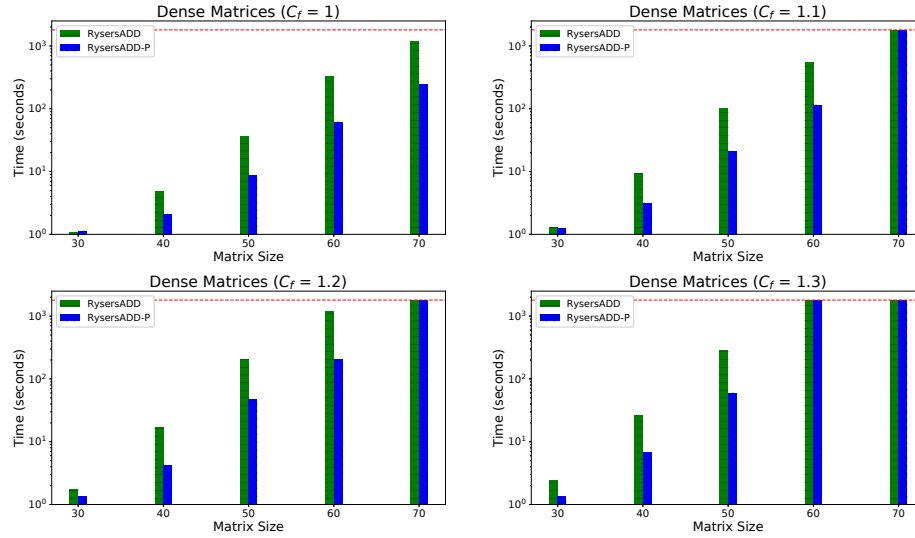 Dense Matrices (C_f = 1)
RysersADD
RysersADD-P
Time (seconds)
10^3
10^2
10^1
10^0
30 40 50 60 70
Matrix Size
Dense Matrices (C_f = 1.1)
RysersADD
RysersADD-P
Time (seconds)
10^3
10^2
10^1
10^0
30 40 50 60 70
Matrix Size
Dense Matrices (C_f = 1.2)
RysersADD
RysersADD-P
Time (seconds)
10^3
10^2
10^1
10^0
30 40 50 60 70
Matrix Size
Dense Matrices (C_f = 1.3)
RysersADD
RysersADD-P
Time (seconds)
10^3
10^2
10^1
10^0
30 40 50 60 70
Matrix Size